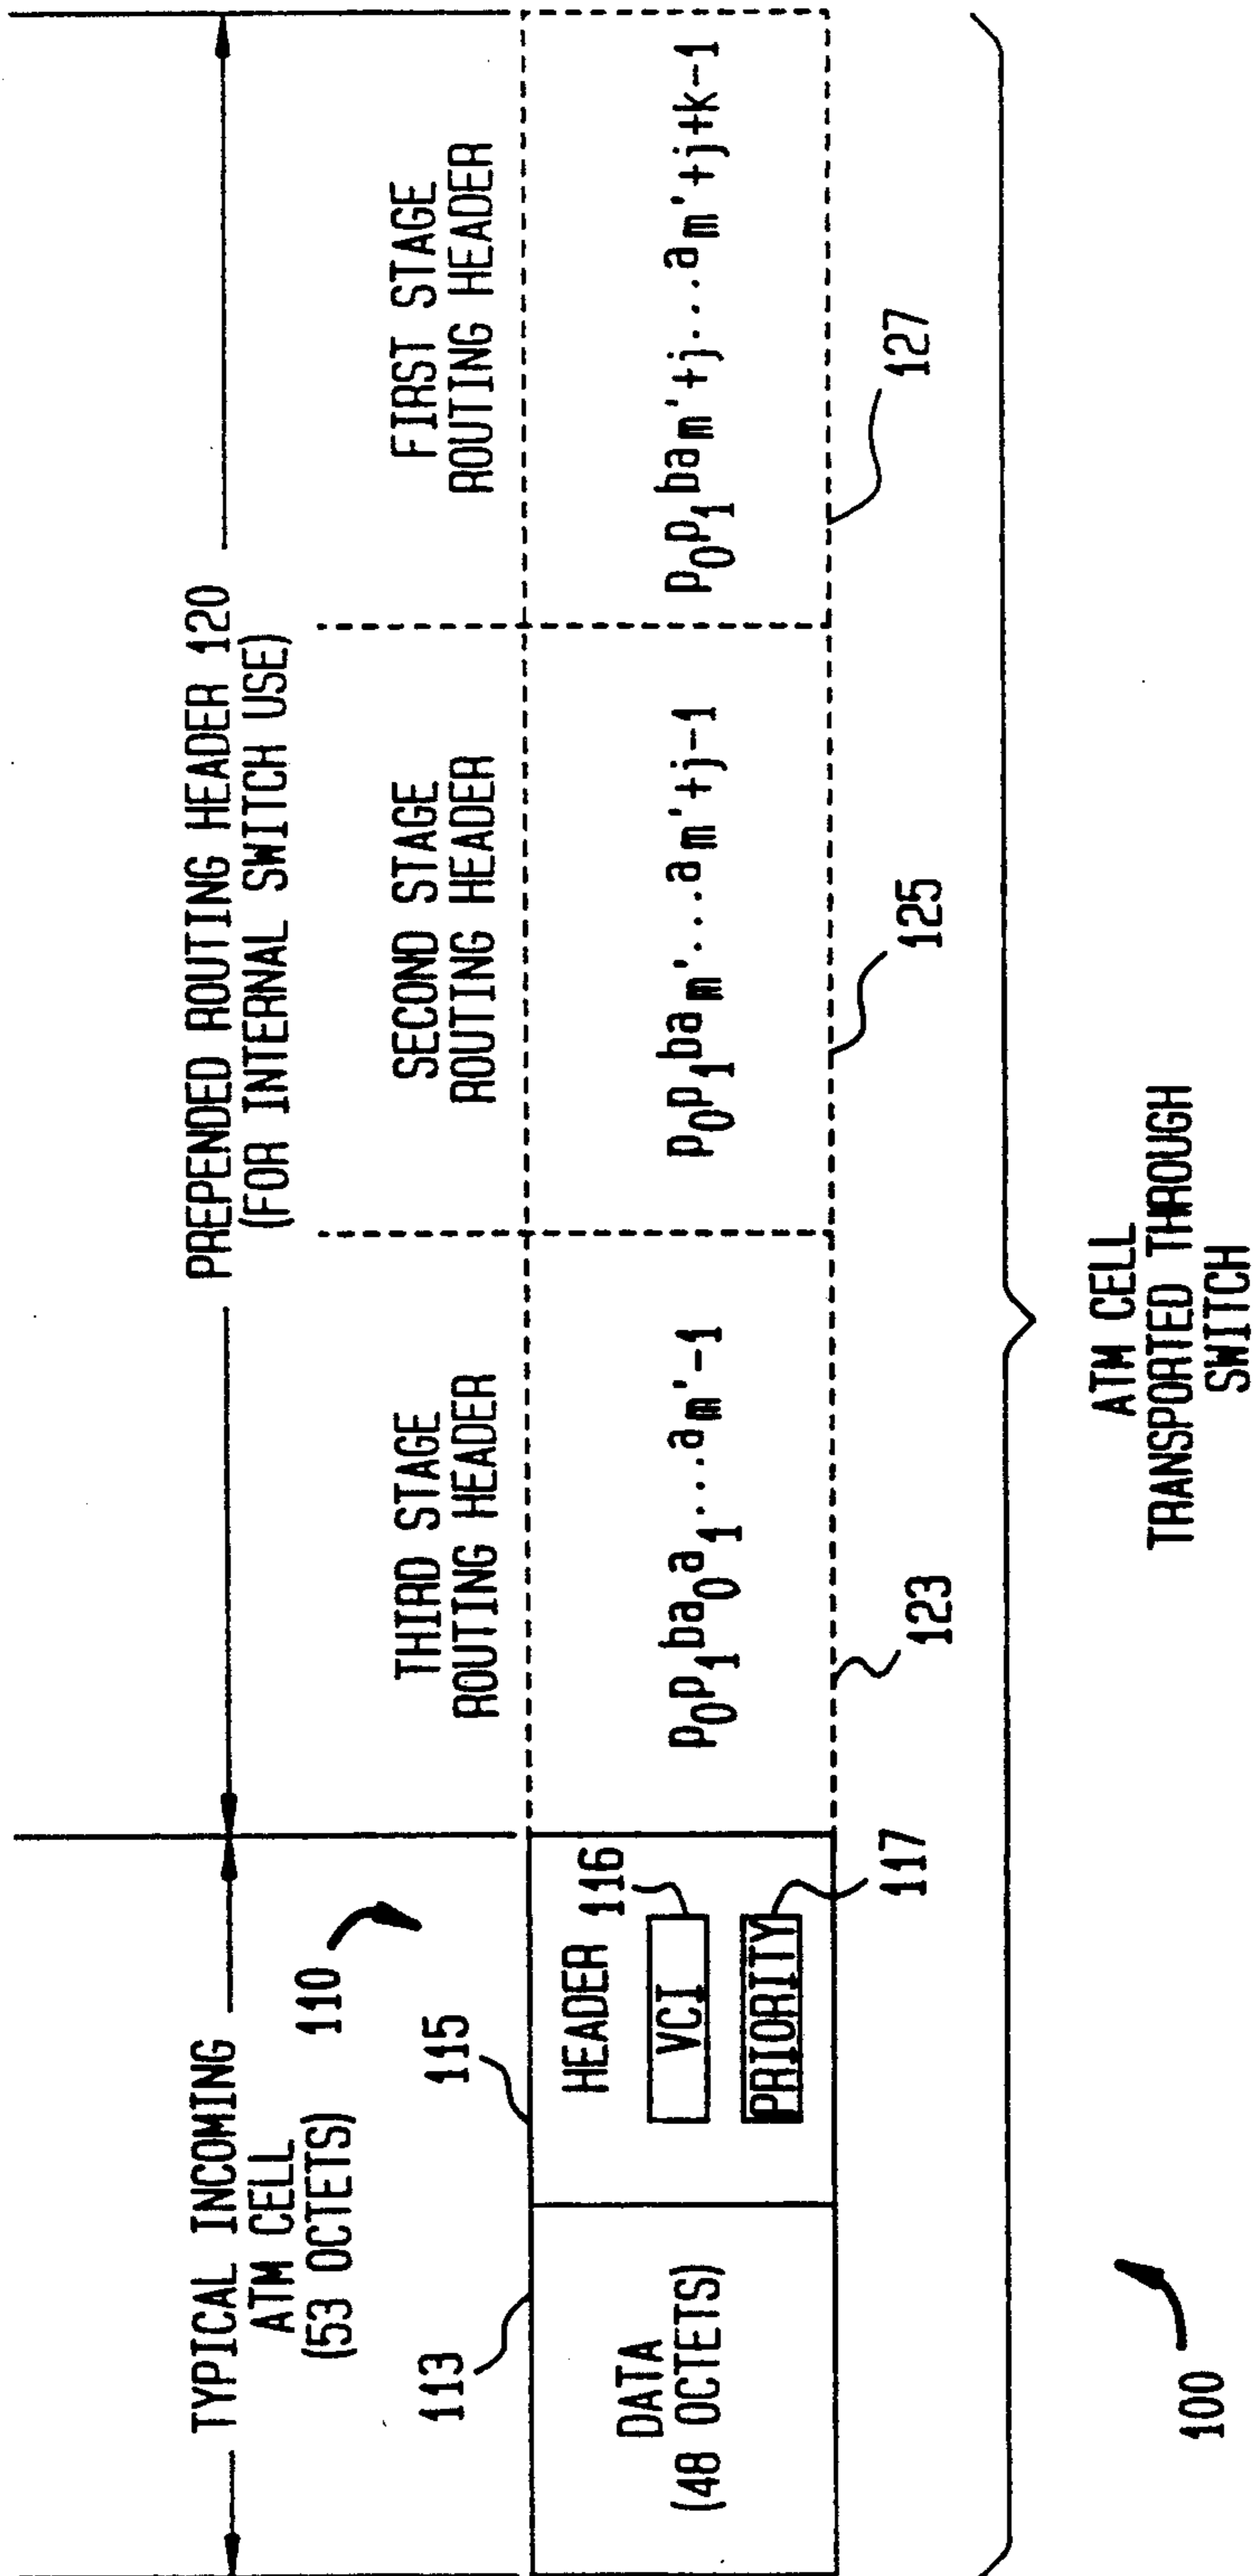 TYPICAL INCOMING
ATM CELL
(53 OCTETS)
110
PREPENDED ROUTING HEADER 120
(FOR INTERNAL SWITCH USE)
THIRD STAGE
ROUTING HEADER
SECOND STAGE
ROUTING HEADER
FIRST STAGE
ROUTING HEADER
113
115
DATA
(48 OCTETS)
HEADER
116
VCI
PRIORITY
117
p₀p₁ba₀a₁...aₘ'-1
p₀p₁baₘ'...aₘ'+j-1
p₀p₁baₘ'+j...aₘ'+j+k-1
123
125
127
100
ATM CELL
TRANSPORTED THROUGH
SWITCH